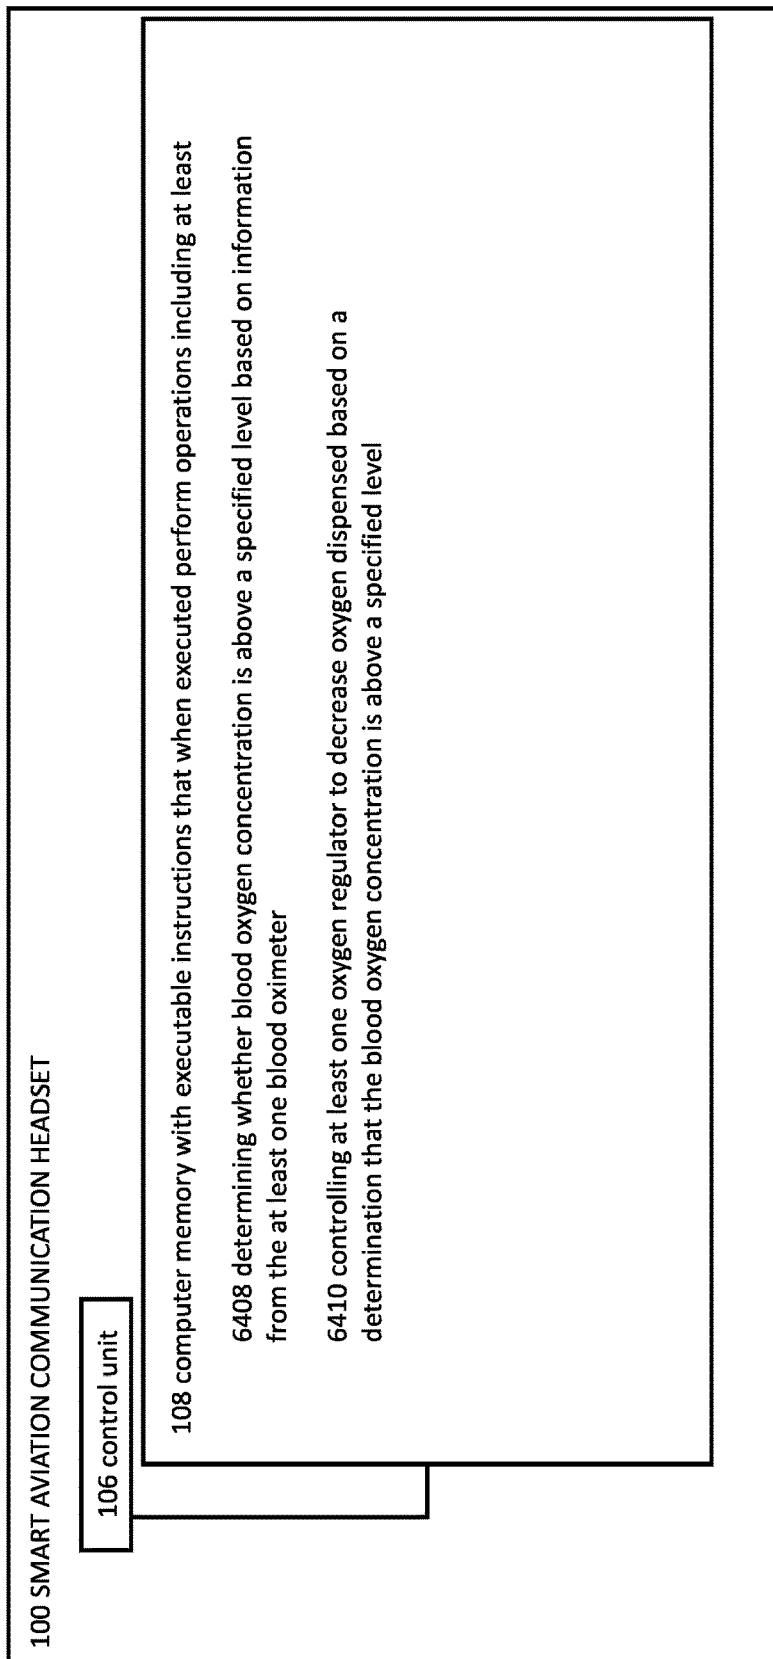 100 SMART AVIATION COMMUNICATION HEADSET
106 control unit
108 computer memory with executable instructions that when executed perform operations including at least
6408 determining whether blood oxygen concentration is above a specified level based on information
from the at least one blood oximeter
6410 controlling at least one oxygen regulator to decrease oxygen dispensed based on a
determination that the blood oxygen concentration is above a specified level